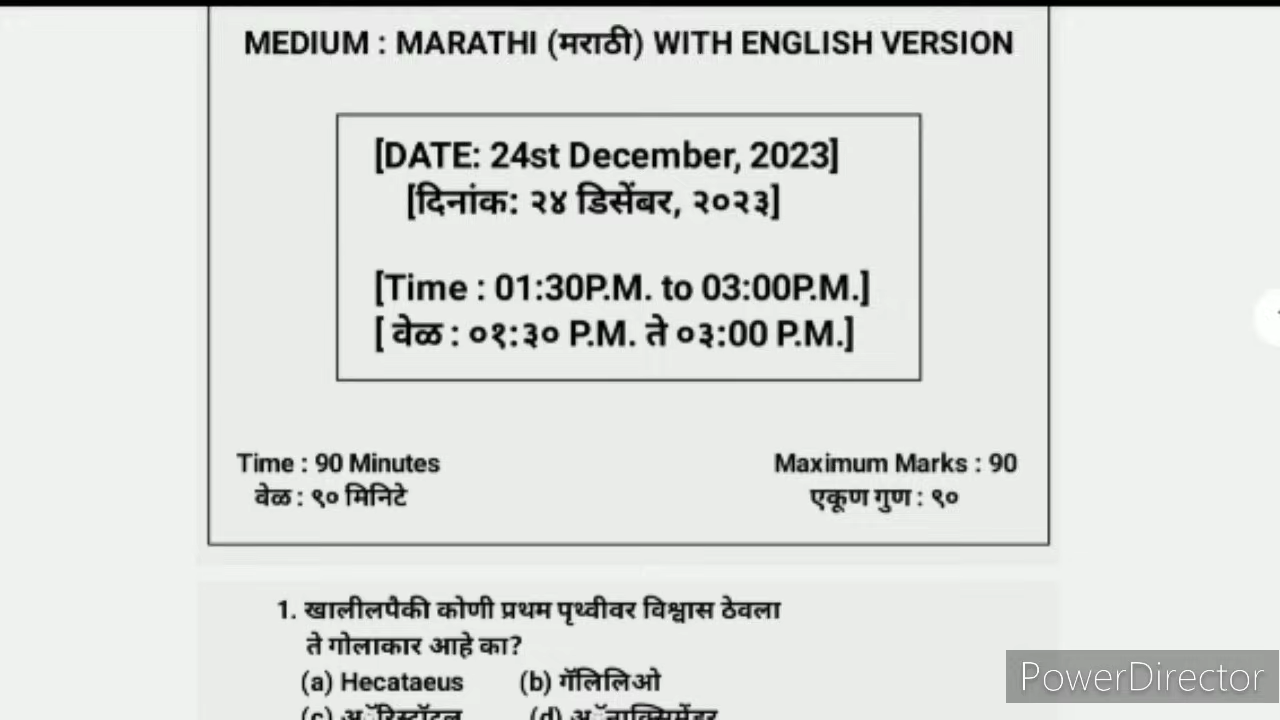 MEDIUM : MARATHI (मराठी) WITH ENGLISH VERSION
[DATE: 24st December, 2023]
[दिनांक: २४ डिसेंबर, २०२३]
[Time : 01:30P.M. to 03:00P.M.]
[ वेळ : ०१:३० P.M. ते ०३:00 P.M.]
Time : 90 Minutes Maximum Marks : 90
वेळ : ९० मिनिटे एकूण गुण : ९०
1. खालीलपैकी कोणी प्रथम पृथ्वीवर विश्वास ठेवला
ते गोलाकार आहे का?
(a) Hecataeus (b) गॅलिलिओ
(c) अॅरिस्टॉटल (d) अॅनाक्सिमेंडर
PowerDirector